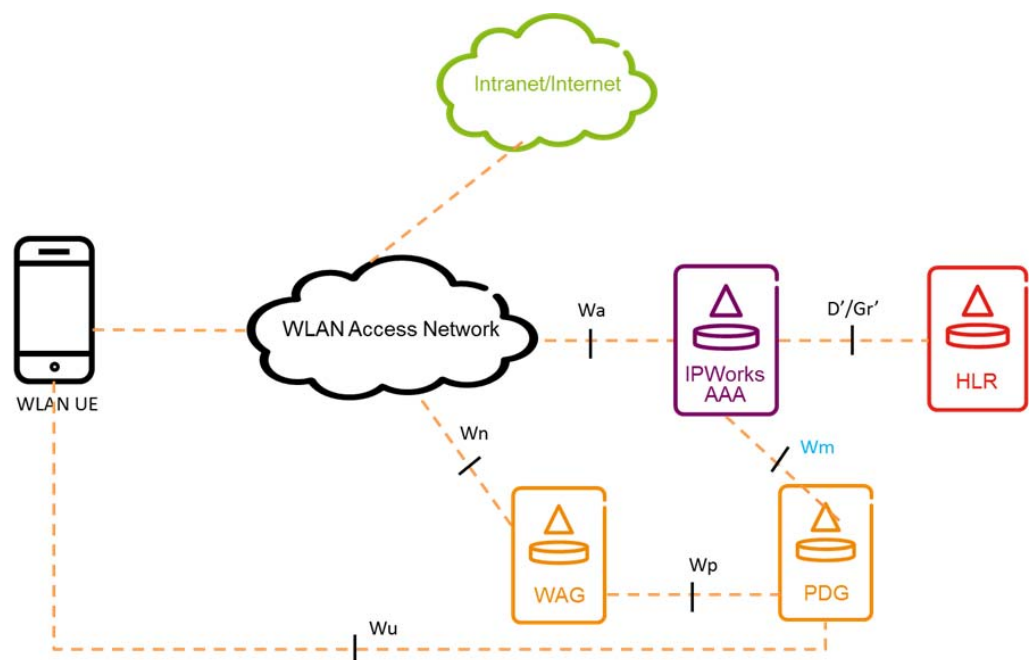 Intranet/Internet
WLAN Access Network
Wa
D’/Gr’
IPWorks
AAA
HLR
WLAN UE
Wn
Wm
WAG
Wp
PDG
Wu